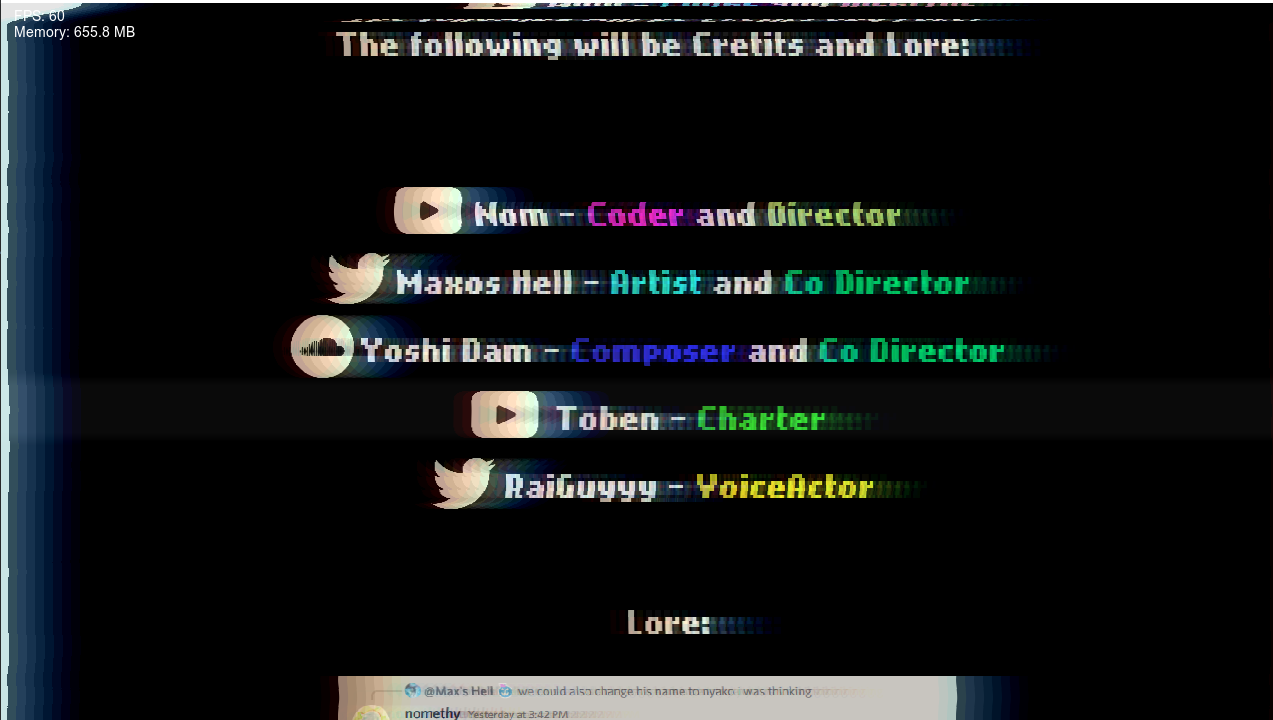 FPS: 60
Memory: 655.8 MB
The following will be Cretits and Lore:
Nom - Coder and Director
Maxos Hell - Artist and Co Director
Yoshi Dam - Composer and Co Director
Toben - Charter
RaiGuyyy - VoiceActor
Lore:
@Max's Hell we could also change his name to nyako i was thinking
nomethy Yesterday at 3:42 PM